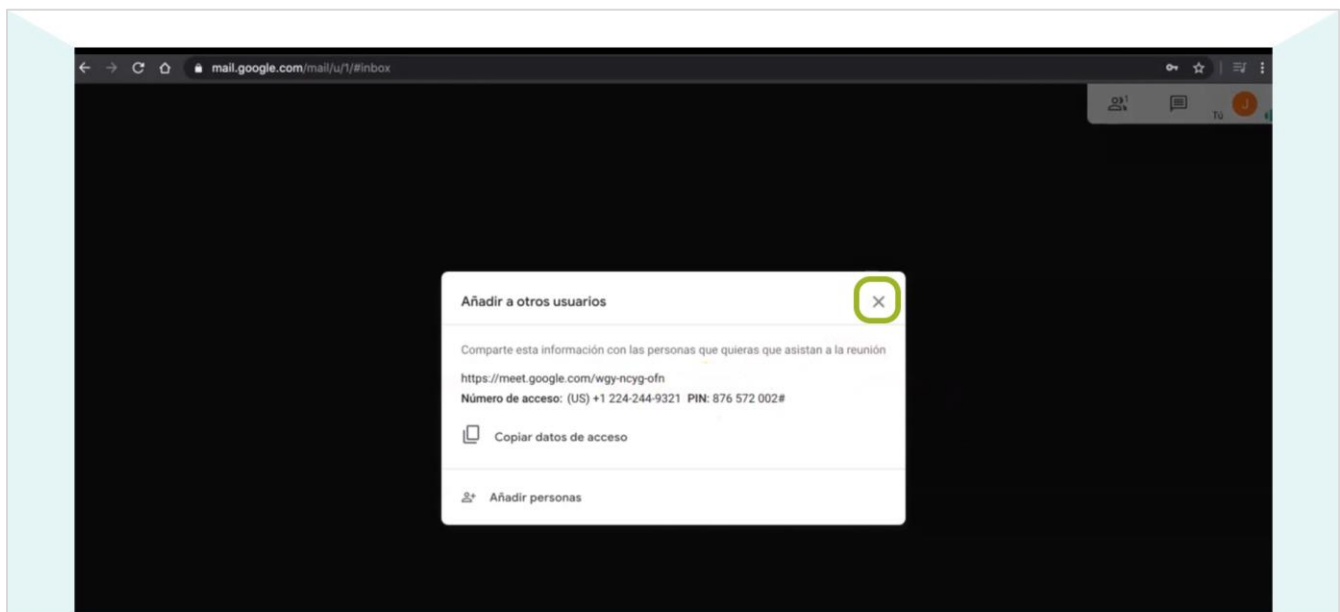 mail.google.com/mail/u/1/#inbox
1
Tú J
Añadir a otros usuarios
Comparte esta información con las personas que quieras que asistan a la reunión
https://meet.google.com/wgy-ncyg-ofn
Número de acceso: (US) +1 224-244-9321 PIN: 876 572 002#
Copiar datos de acceso
Añadir personas